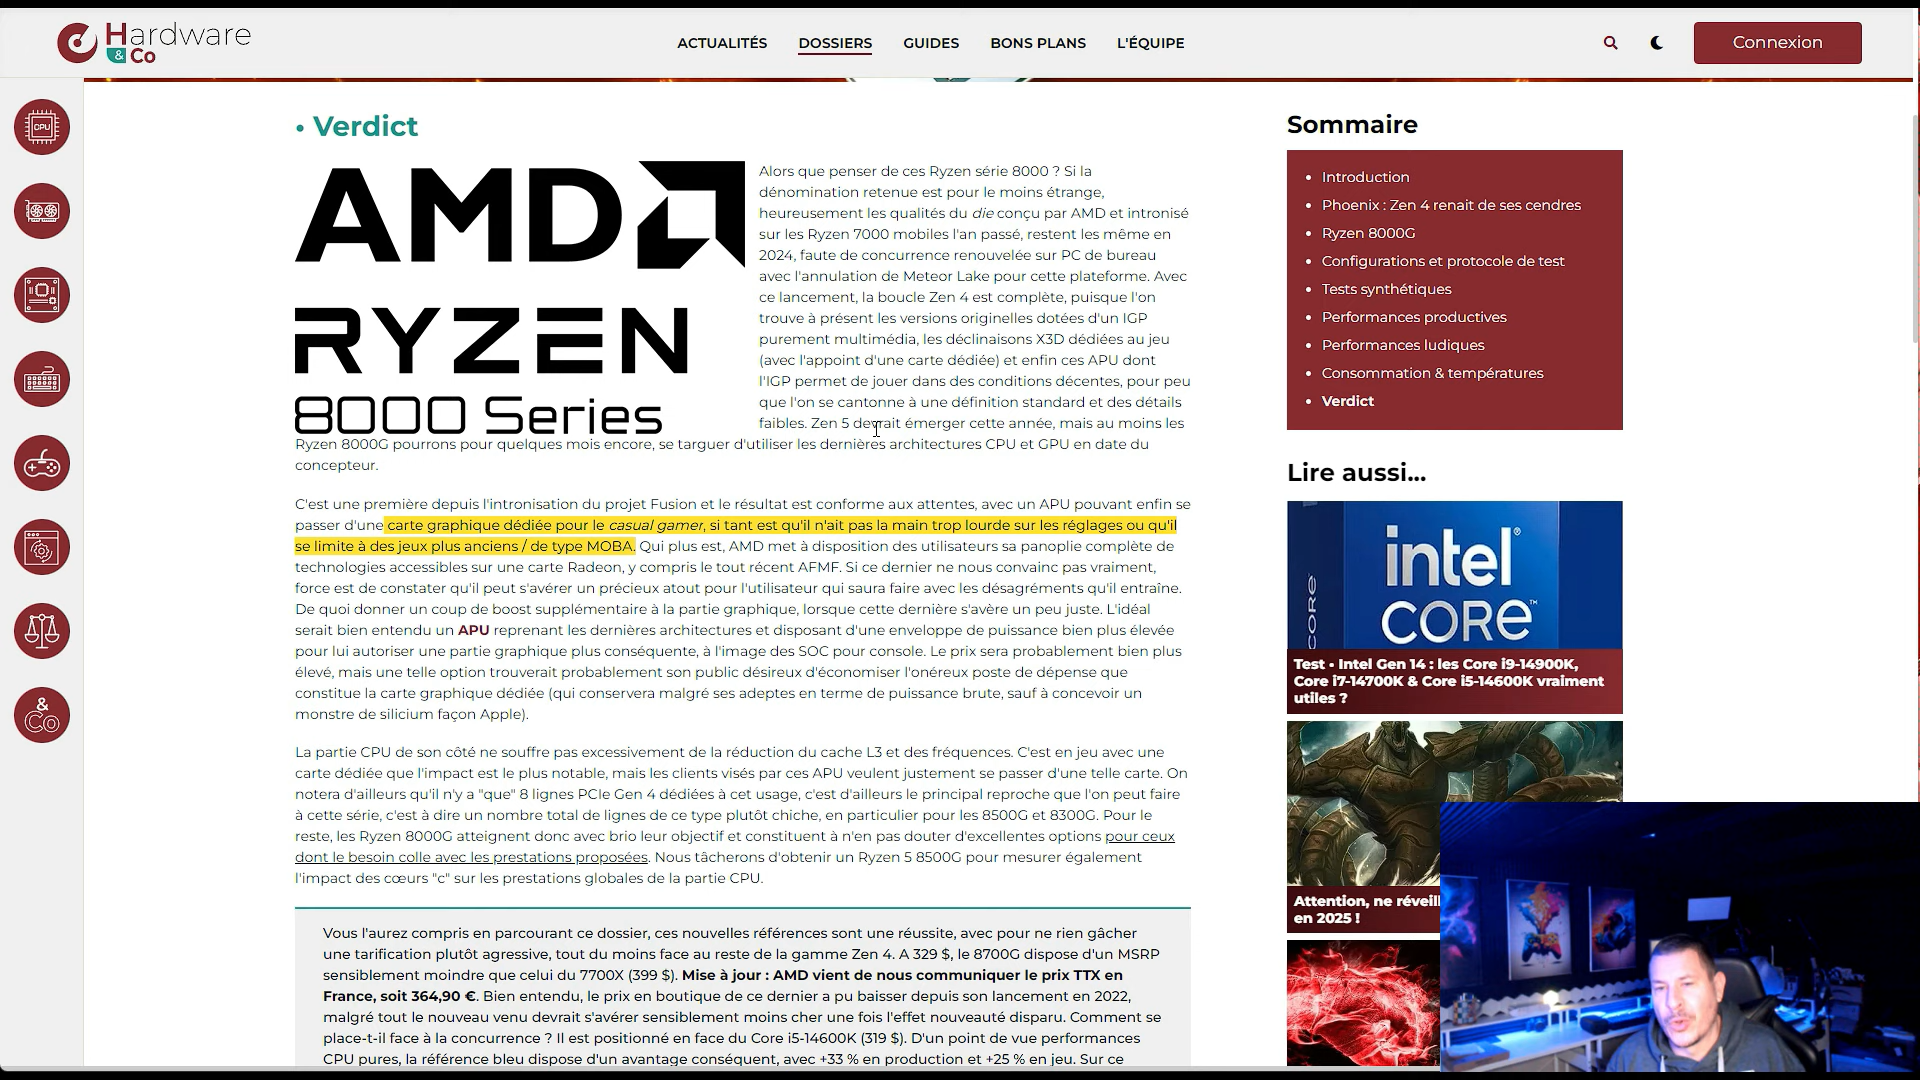 Hardware
& Co
ACTUALITÉS
DOSSIERS
GUIDES
BONS PLANS
L'ÉQUIPE
Connexion
CPU
&
Co
• Verdict
AMD
RYZEN
8000 Series
Alors que penser de ces Ryzen série 8000 ? Si la
dénomination retenue est pour le moins étrange,
heureusement les qualités du die conçu par AMD et intronisé
sur les Ryzen 7000 mobiles l'an passé, restent les même en
2024, faute de concurrence renouvelée sur PC de bureau
avec l'annulation de Meteor Lake pour cette plateforme. Avec
ce lancement, la boucle Zen 4 est complète, puisque l'on
trouve à présent les versions originelles dotées d'un IGP
purement multimédia, les déclinaisons X3D dédiées au jeu
(avec l'appoint d'une carte dédiée) et enfin ces APU dont
l'IGP permet de jouer dans des conditions décentes, pour peu
que l'on se cantonne à une définition standard et des détails
faibles. Zen 5 devrait émerger cette année, mais au moins les
Ryzen 8000G pourrons pour quelques mois encore, se targuer d'utiliser les dernières architectures CPU et GPU en date du
concepteur.
C'est une première depuis l'intronisation du projet Fusion et le résultat est conforme aux attentes, avec un APU pouvant enfin se
passer d'une carte graphique dédiée pour le casual gamer, si tant est qu'il n'ait pas la main trop lourde sur les réglages ou qu'il
se limite à des jeux plus anciens / de type MOBA. Qui plus est, AMD met à disposition des utilisateurs sa panoplie complète de
technologies accessibles sur une carte Radeon, y compris le tout récent AFMF. Si ce dernier ne nous convainc pas vraiment,
force est de constater qu'il peut s'avérer un précieux atout pour l'utilisateur qui saura faire avec les désagréments qu'il entraîne.
De quoi donner un coup de boost supplémentaire à la partie graphique, lorsque cette dernière s'avère un peu juste. L'idéal
serait bien entendu un APU reprenant les dernières architectures et disposant d'une enveloppe de puissance bien plus élevée
pour lui autoriser une partie graphique plus conséquente, à l'image des SOC pour console. Le prix sera probablement bien plus
élevé, mais une telle option trouverait probablement son public désireux d'économiser l'onéreux poste de dépense que
constitue la carte graphique dédiée (qui conservera malgré ses adeptes en terme de puissance brute, sauf à concevoir un
monstre de silicium façon Apple).
La partie CPU de son côté ne souffre pas excessivement de la réduction du cache L3 et des fréquences. C'est en jeu avec une
carte dédiée que l'impact est le plus notable, mais les clients visés par ces APU veulent justement se passer d'une telle carte. On
notera d'ailleurs qu'il n'y a "que" 8 lignes PCIe Gen 4 dédiées à cet usage, c'est d'ailleurs le principal reproche que l'on peut faire
à cette série, c'est à dire un nombre total de lignes de ce type plutôt chiche, en particulier pour les 8500G et 8300G. Pour le
reste, les Ryzen 8000G atteignent donc avec brio leur objectif et constituent à n'en pas douter d'excellentes options pour ceux
dont le besoin colle avec les prestations proposées. Nous tâcherons d'obtenir un Ryzen 5 8500G pour mesurer également
l'impact des cœurs "c" sur les prestations globales de la partie CPU.
Vous l'aurez compris en parcourant ce dossier, ces nouvelles références sont une réussite, avec pour ne rien gâcher
une tarification plutôt agressive, tout du moins face au reste de la gamme Zen 4. A 329 $, le 8700G dispose d'un MSRP
sensiblement moindre que celui du 7700X (399 $). Mise à jour : AMD vient de nous communiquer le prix TTX en
France, soit 364,90 €. Bien entendu, le prix en boutique de ce dernier a pu baisser depuis son lancement en 2022,
malgré tout le nouveau venu devrait s'avérer sensiblement moins cher une fois l'effet nouveauté disparu. Comment se
place-t-il face à la concurrence ? Il est positionné en face du Core i5-14600K (319 $). D'un point de vue performances
CPU pures, la référence bleu dispose d'un avantage conséquent, avec +33 % en production et +25 % en jeu. Sur ce
Sommaire
• Introduction
• Phoenix : Zen 4 renait de ses cendres
• Ryzen 8000G
• Configurations et protocole de test
• Tests synthétiques
• Performances productives
• Performances ludiques
• Consommation & températures
• Verdict
Lire aussi...
intel
CORE
CORE
Test • Intel Gen 14 : les Core i9-14900K,
Core i7-14700K & Core i5-14600K vraiment
utiles ?
Attention, ne réveill
en 2025 !